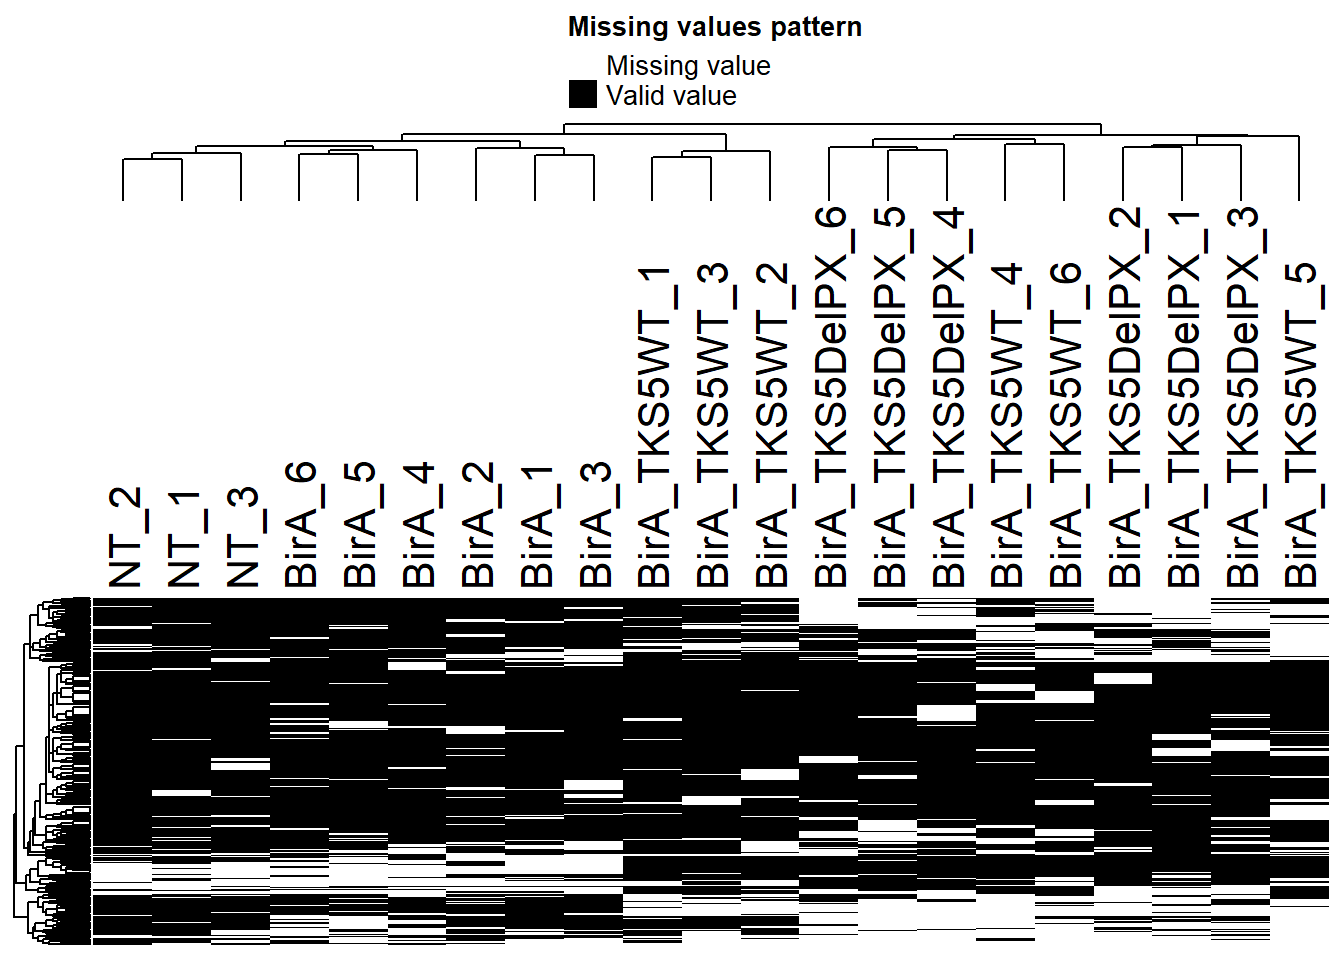 Missing values pattern
Missing value
Valid value
NT_2
NT_1
NT_3
BirA_6
BirA_5
BirA_4
BirA_2
BirA_1
BirA_3
BirA_TKS5WT_1
BirA_TKS5WT_3
BirA_TKS5WT_2
BirA_TKS5DelPX_6
BirA_TKS5DelPX_5
BirA_TKS5DelPX_4
BirA_TKS5WT_4
BirA_TKS5WT_6
BirA_TKS5DelPX_2
BirA_TKS5DelPX_1
BirA_TKS5DelPX_3
BirA_TKS5WT_5